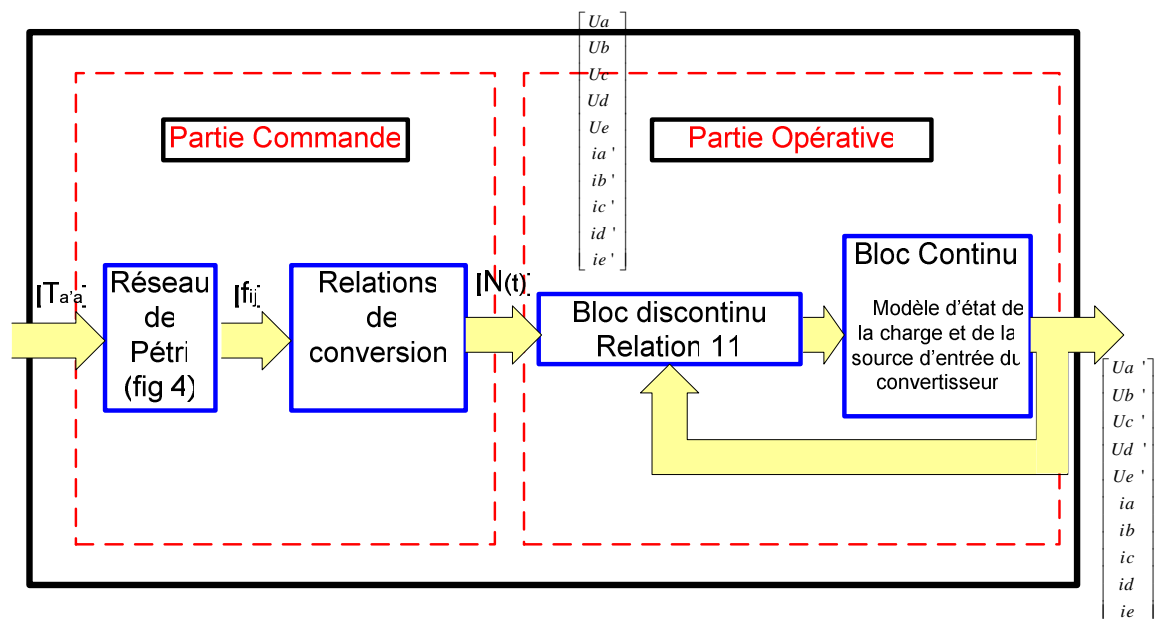 Ua
Ub
Uc
Ud
Ue
ia '
ib '
ic '
id '
ie '
Partie Commande
Partie Opérative
[Ta'a]
Réseau
de
Pétri
(fig 4)
[fij]
Relations
de
conversion
[N(t)]
Bloc discontinu
Relation 11
Bloc Continu
Modèle d'état de
la charge et de la
source d'entrée du
convertisseur
Ua '
Ub '
Uc '
Ud '
Ue '
ia
ib
ic
id
ie